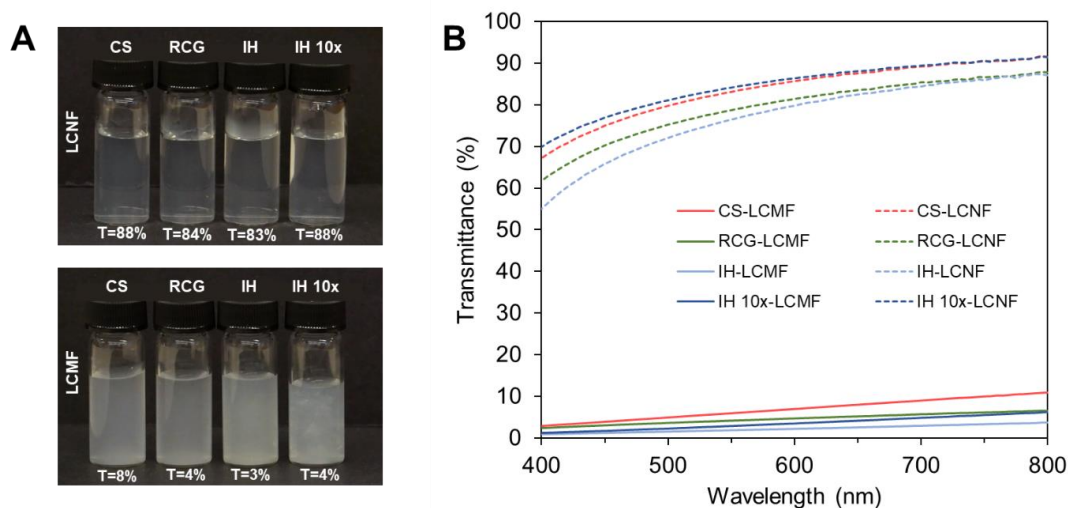 A
CS RCG IH IH 10x
LCNF
T=88% T=84% T=83% T=88%
CS RCG IH IH 10x
LCMF
T=8% T=4% T=3% T=4%
B
Transmittance (%)
100
90
80
70
60
50
40
30
20
10
0
CS-LCMF CS-LCNF
RCG-LCMF RCG-LCNF
IH-LCMF IH-LCNF
IH 10x-LCMF IH 10x-LCNF
400 500 600 700 800
Wavelength (nm)